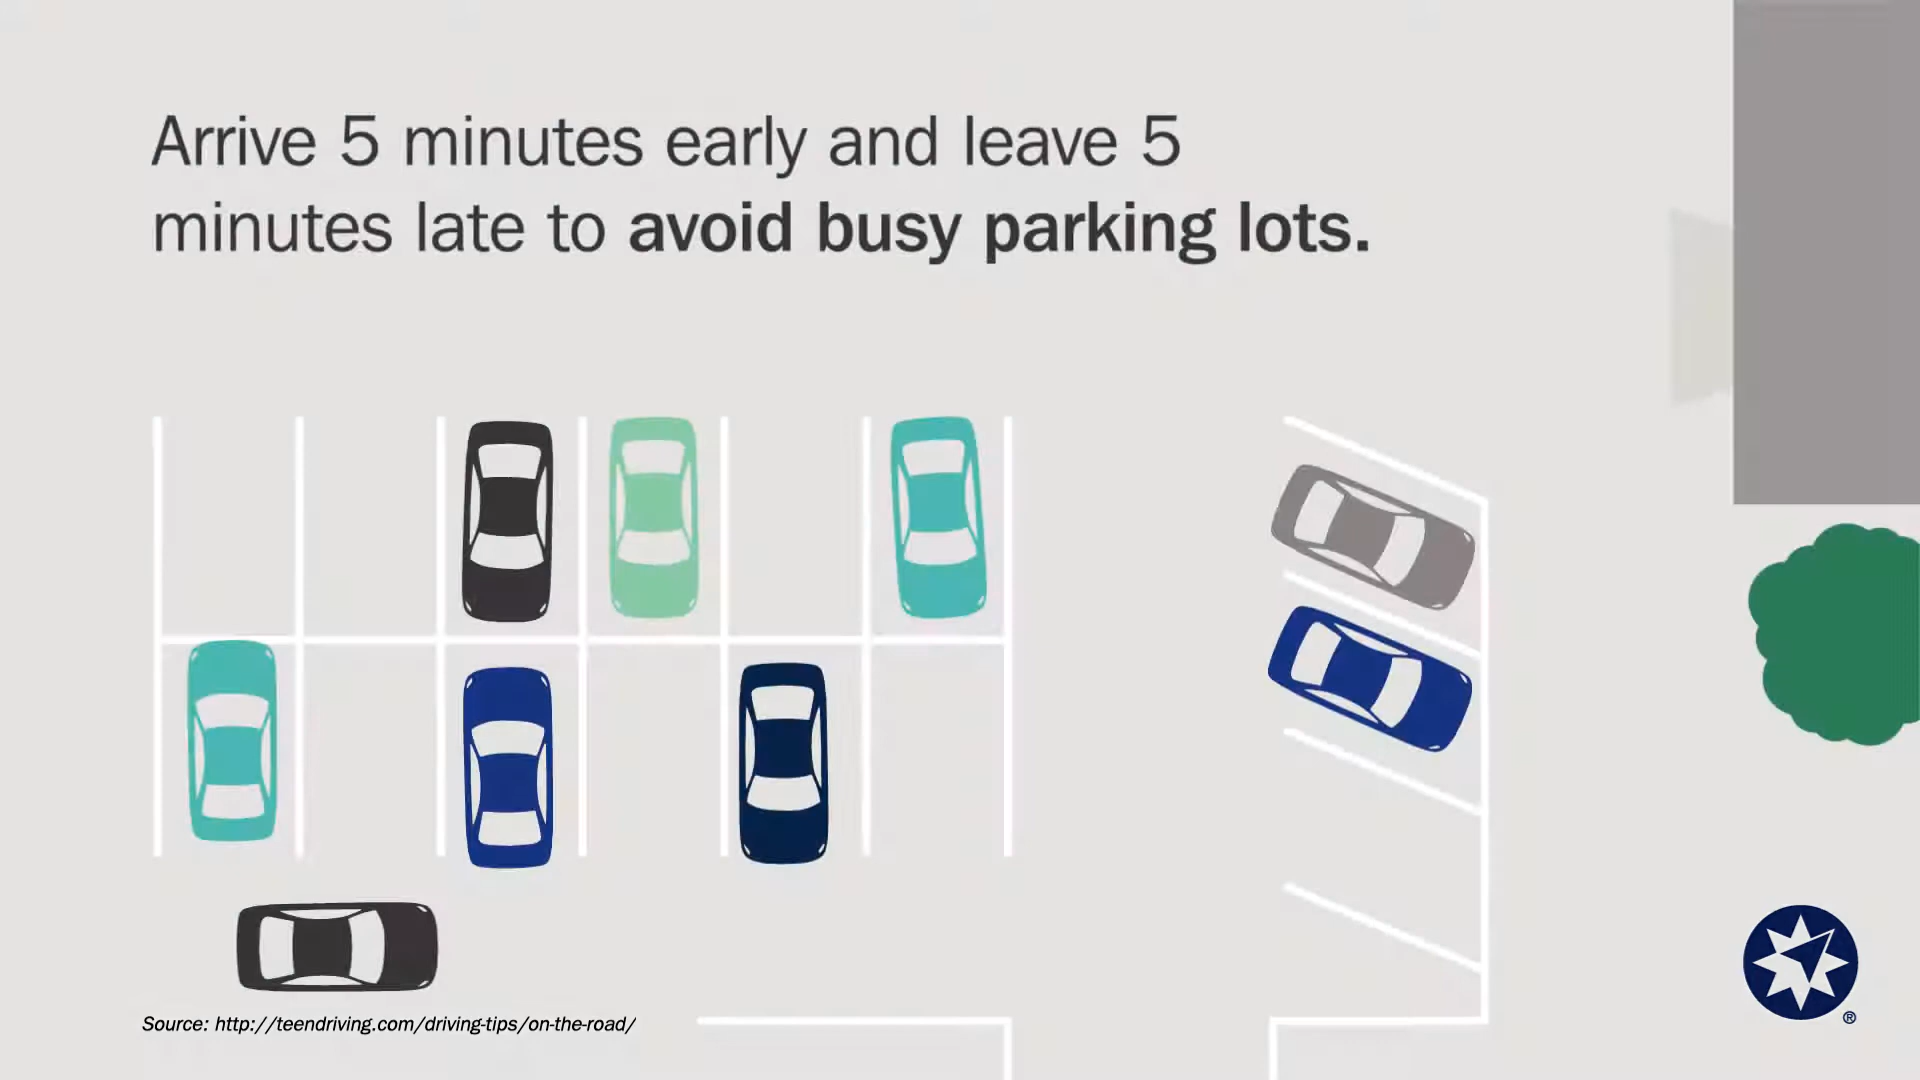 Arrive 5 minutes early and leave 5
minutes late to avoid busy parking lots.
Source: http://teendriving.com/driving-tips/on-the-road/
®